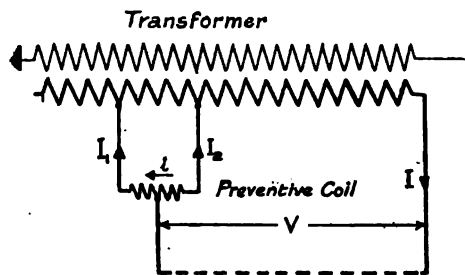 Transformer
I₁
i
I₂
Preventive Coil
I
V